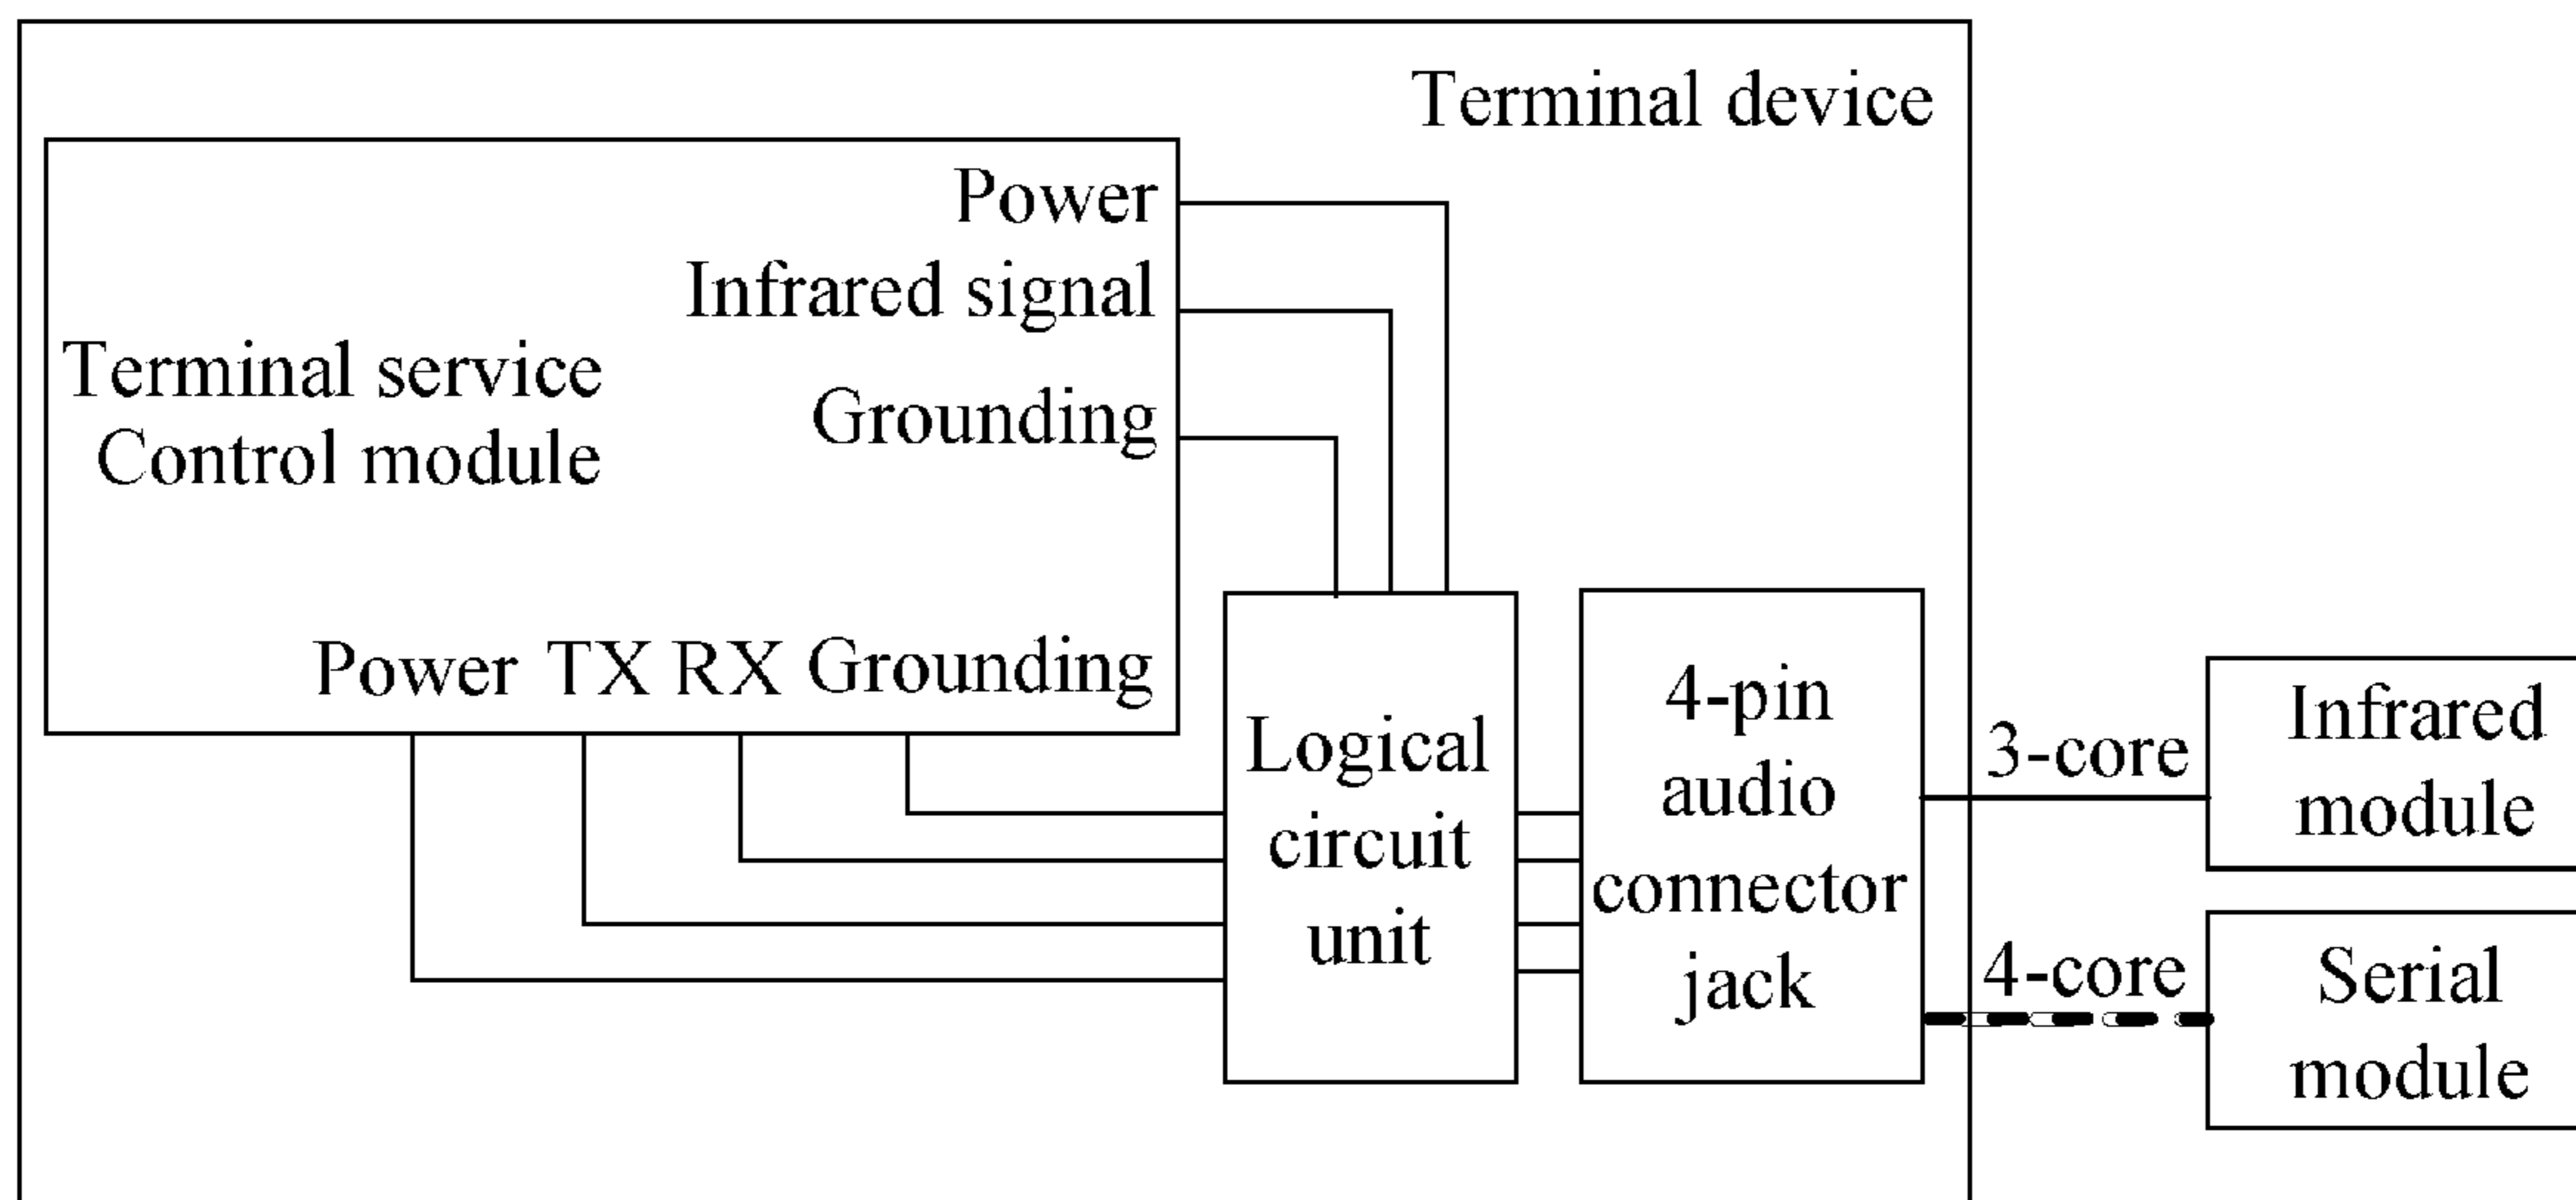 Terminal device
Power
Infrared signal
Terminal service
Grounding
Control module
Power TX RX Grounding
Logical
circuit
unit
4-pin
audio
connector
jack
3-core
Infrared
module
4-core
Serial
module